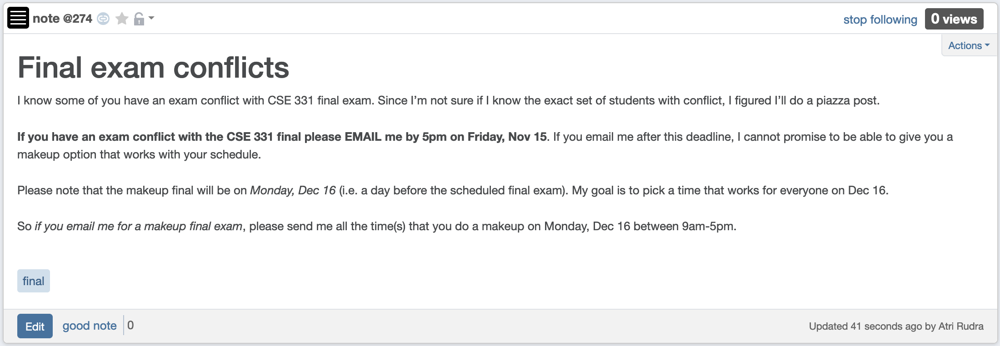 note @274
stop following 0 views
Actions
Final exam conflicts
I know some of you have an exam conflict with CSE 331 final exam. Since I’m not sure if I know the exact set of students with conflict, I figured I’ll do a piazza post.
If you have an exam conflict with the CSE 331 final please EMAIL me by 5pm on Friday, Nov 15. If you email me after this deadline, I cannot promise to be able to give you a
makeup option that works with your schedule.
Please note that the makeup final will be on Monday, Dec 16 (i.e. a day before the scheduled final exam). My goal is to pick a time that works for everyone on Dec 16.
So if you email me for a makeup final exam, please send me all the time(s) that you do a makeup on Monday, Dec 16 between 9am-5pm.
final
Edit good note 0
Updated 41 seconds ago by Atri Rudra